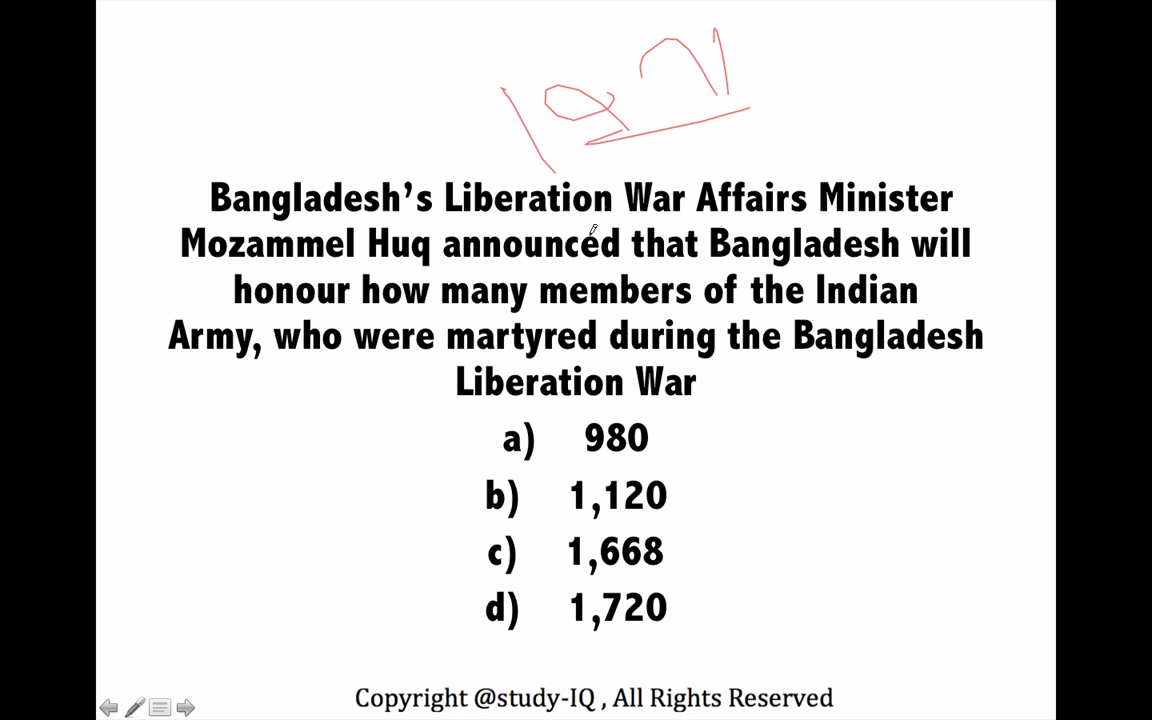 1971
Bangladesh's Liberation War Affairs Minister
Mozammel Huq announced that Bangladesh will
honour how many members of the Indian
Army, who were martyred during the Bangladesh
Liberation War
a) 980
b) 1,120
c) 1,668
d) 1,720
Copyright @study-IQ , All Rights Reserved